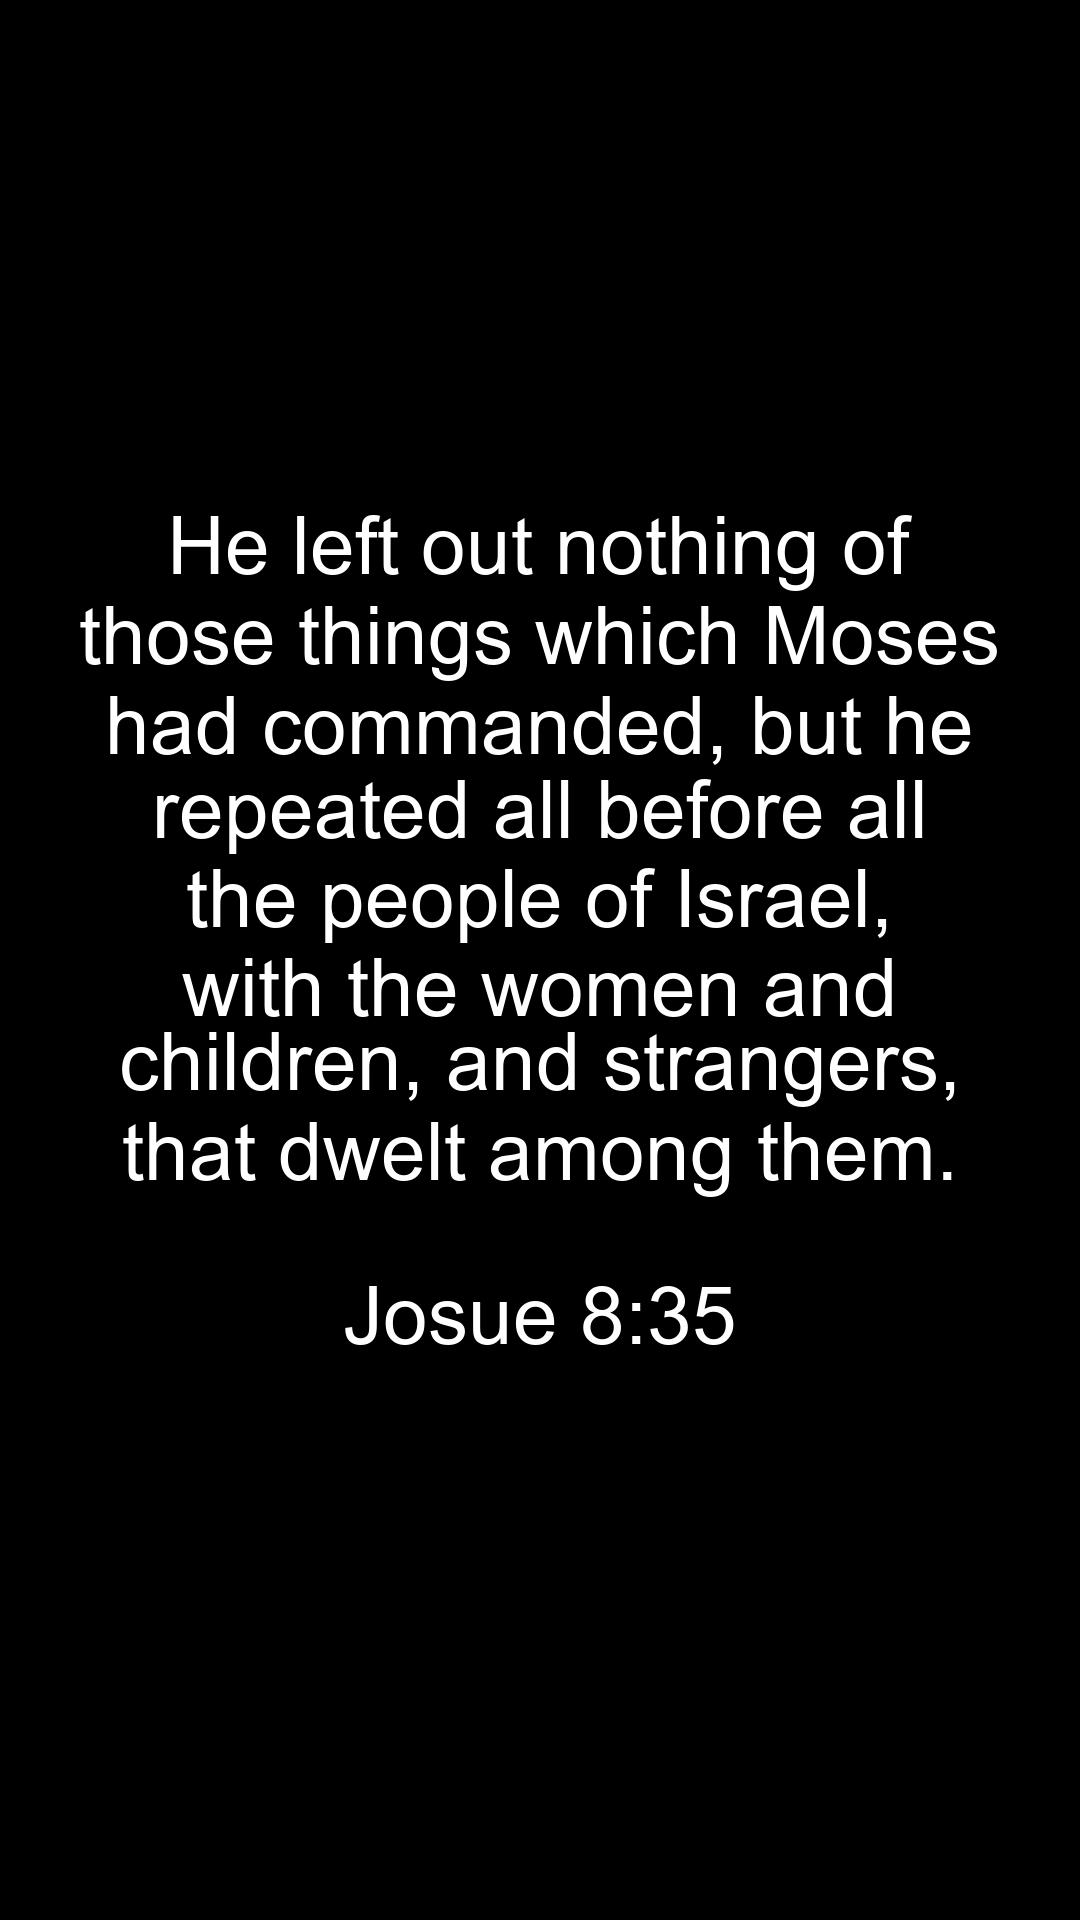 He left out nothing of
those things which Moses
had commanded, but he
repeated all before all
the people of Israel,
with the women and
children, and strangers,
that dwelt among them.
Josue 8:35